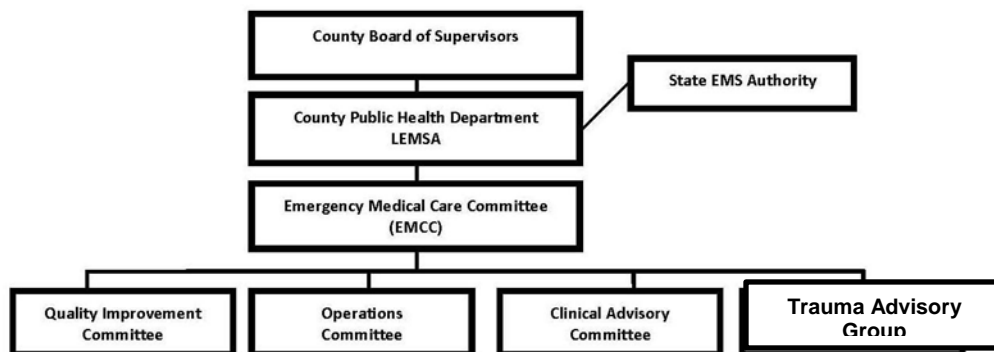 County Board of Supervisors
State EMS Authority
County Public Health Department
LEMSA
Emergency Medical Care Committee
(EMCC)
Quality Improvement
Committee
Operations
Committee
Clinical Advisory
Committee
Trauma Advisory
Group